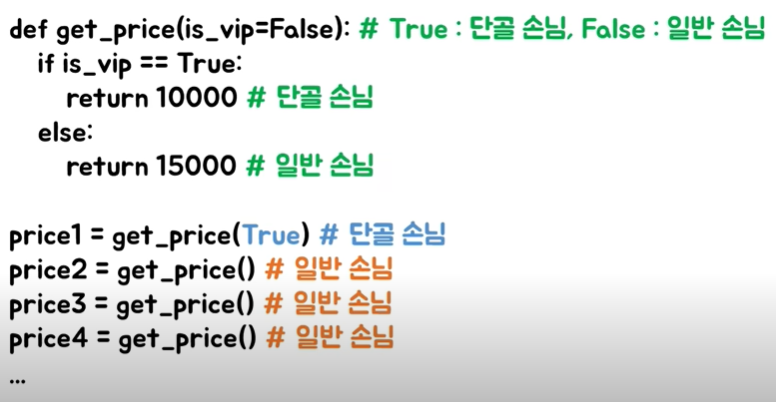 def get_price(is_vip=False): # True : 단골 손님, False : 일반 손님
if is_vip == True:
return 10000 # 단골 손님
else:
return 15000 # 일반 손님
price1 = get_price(True) # 단골 손님
price2 = get_price() # 일반 손님
price3 = get_price() # 일반 손님
price4 = get_price() # 일반 손님
...